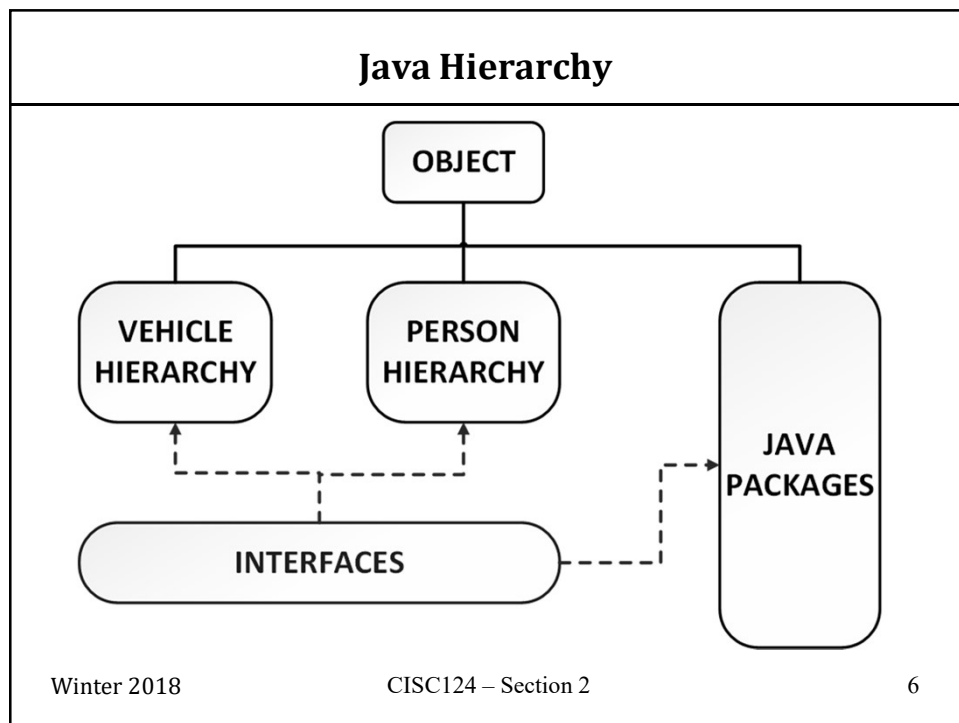 Java Hierarchy
OBJECT
VEHICLE
HIERARCHY
PERSON
HIERARCHY
JAVA
PACKAGES
INTERFACES
Winter 2018
CISC124 – Section 2
6